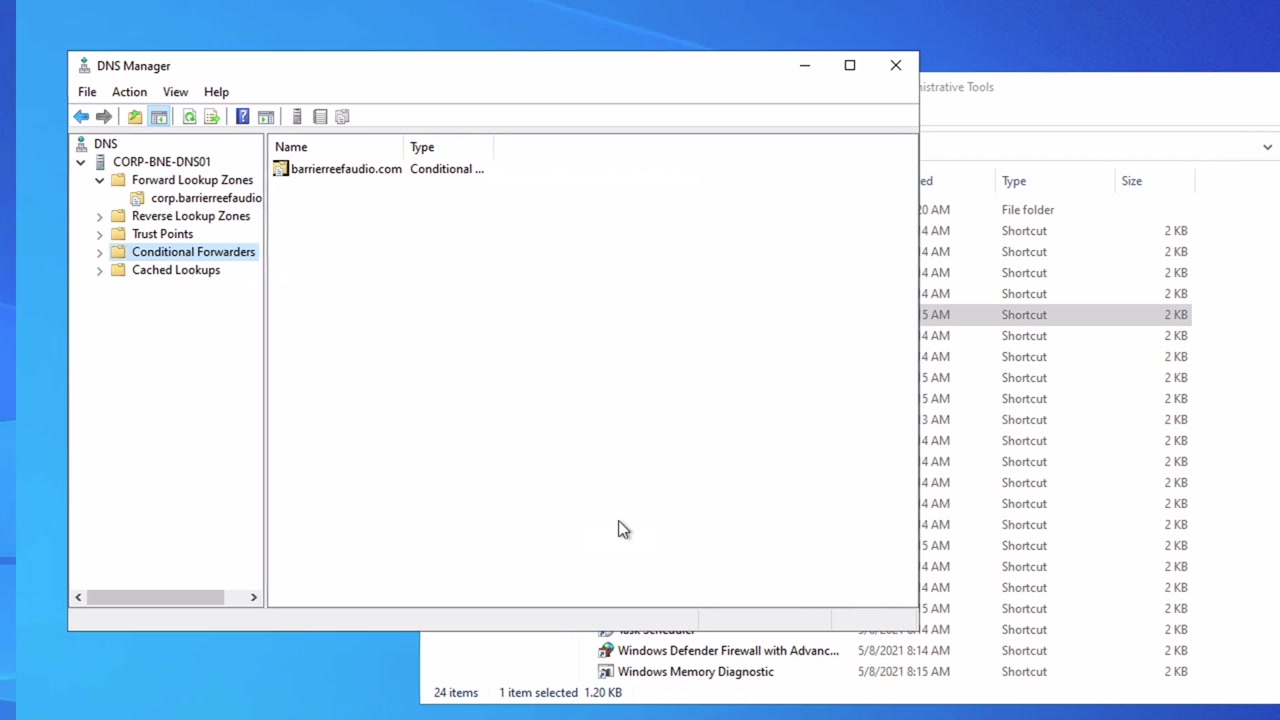 DNS Manager
File Action View Help
DNS
CORP-BNE-DNS01
Forward Lookup Zones
corp.barrierreefaudio
Reverse Lookup Zones
Trust Points
Conditional Forwarders
Cached Lookups
Name Type
barrierreefaudio.com Conditional ...
nistrative Tools
ed Type Size
20 AM File folder
4 AM Shortcut 2 KB
4 AM Shortcut 2 KB
4 AM Shortcut 2 KB
4 AM Shortcut 2 KB
5 AM Shortcut 2 KB
4 AM Shortcut 2 KB
4 AM Shortcut 2 KB
5 AM Shortcut 2 KB
5 AM Shortcut 2 KB
3 AM Shortcut 2 KB
4 AM Shortcut 2 KB
4 AM Shortcut 2 KB
4 AM Shortcut 2 KB
4 AM Shortcut 2 KB
4 AM Shortcut 2 KB
5 AM Shortcut 2 KB
4 AM Shortcut 2 KB
4 AM Shortcut 2 KB
5 AM Shortcut 2 KB
Task Scheduler 5/8/2021 8:14 AM Shortcut 2 KB
Windows Defender Firewall with Advanc... 5/8/2021 8:14 AM Shortcut 2 KB
Windows Memory Diagnostic 5/8/2021 8:15 AM Shortcut 2 KB
24 items 1 item selected 1.20 KB